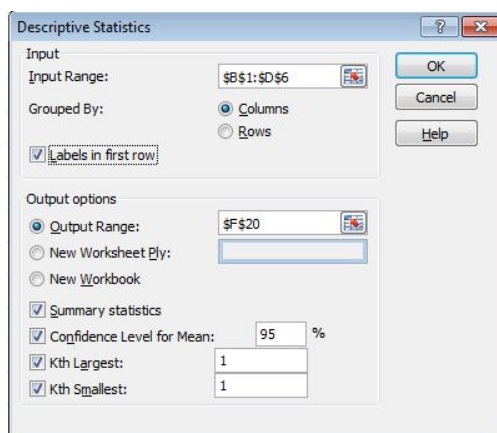 Descriptive Statistics
Input
Input Range: $B$1:$D$6
Grouped By: Columns
Rows
Labels in first row
OK
Cancel
Help
Output options
Output Range: $F$20
New Worksheet Ply:
New Workbook
Summary statistics
Confidence Level for Mean: 95 %
Kth Largest: 1
Kth Smallest: 1